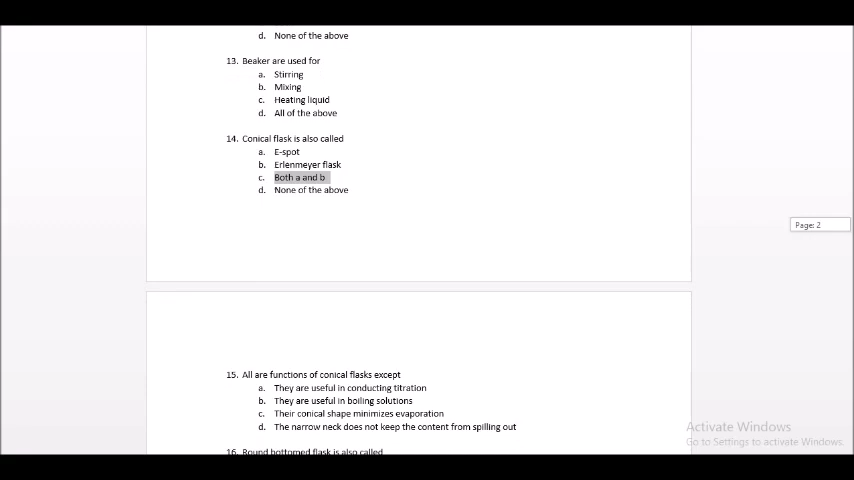 d. None of the above
13. Beaker are used for
a. Stirring
b. Mixing
c. Heating liquid
d. All of the above
14. Conical flask is also called
a. E-spot
b. Erlenmeyer flask
c. Both a and b
d. None of the above
Page: 2
15. All are functions of conical flasks except
a. They are useful in conducting titration
b. They are useful in boiling solutions
c. Their conical shape minimizes evaporation
d. The narrow neck does not keep the content from spilling out
Activate Windows
Go to Settings to activate Windows.
16. Round bottomed flask is also called